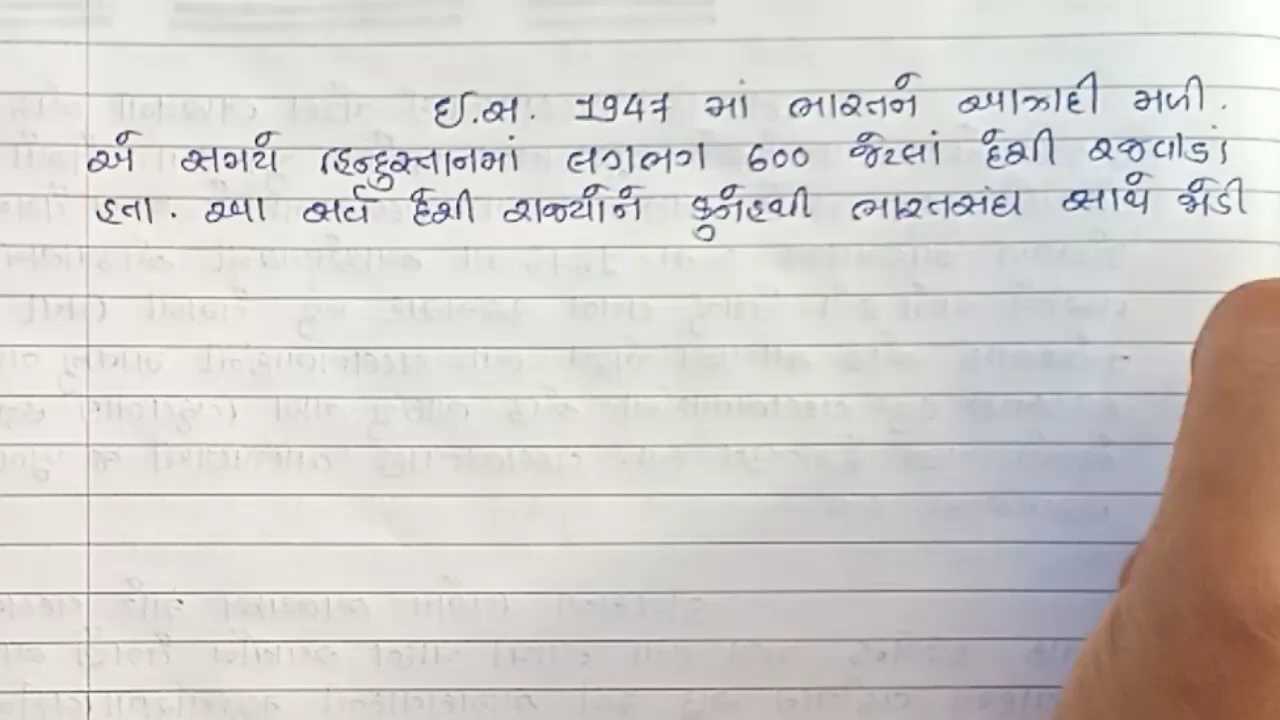 ઈ.સ. 1947 માં ભારતને આઝાદી મળી.
એ સમયે હિન્દુસ્તાનમાં લગભગ 600 જેટલાં દેશી રજવાડાં
હતા. આ સર્વ દેશી રાજ્યોને કુનેહથી ભારતસંઘ સાથે જોડી